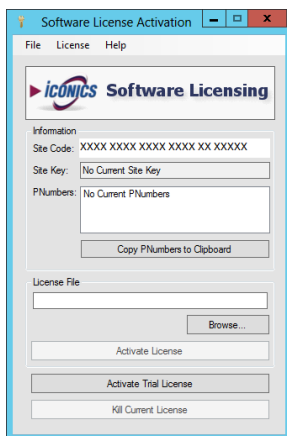 Software License Activation
File License Help
ICONICS Software Licensing
Information
Site Code: XXXX XXXX XXXX XXXX XX XXXXX
Site Key: No Current Site Key
PNumbers: No Current PNumbers
Copy PNumbers to Clipboard
License File
Browse...
Activate License
Activate Trial License
Kill Current License